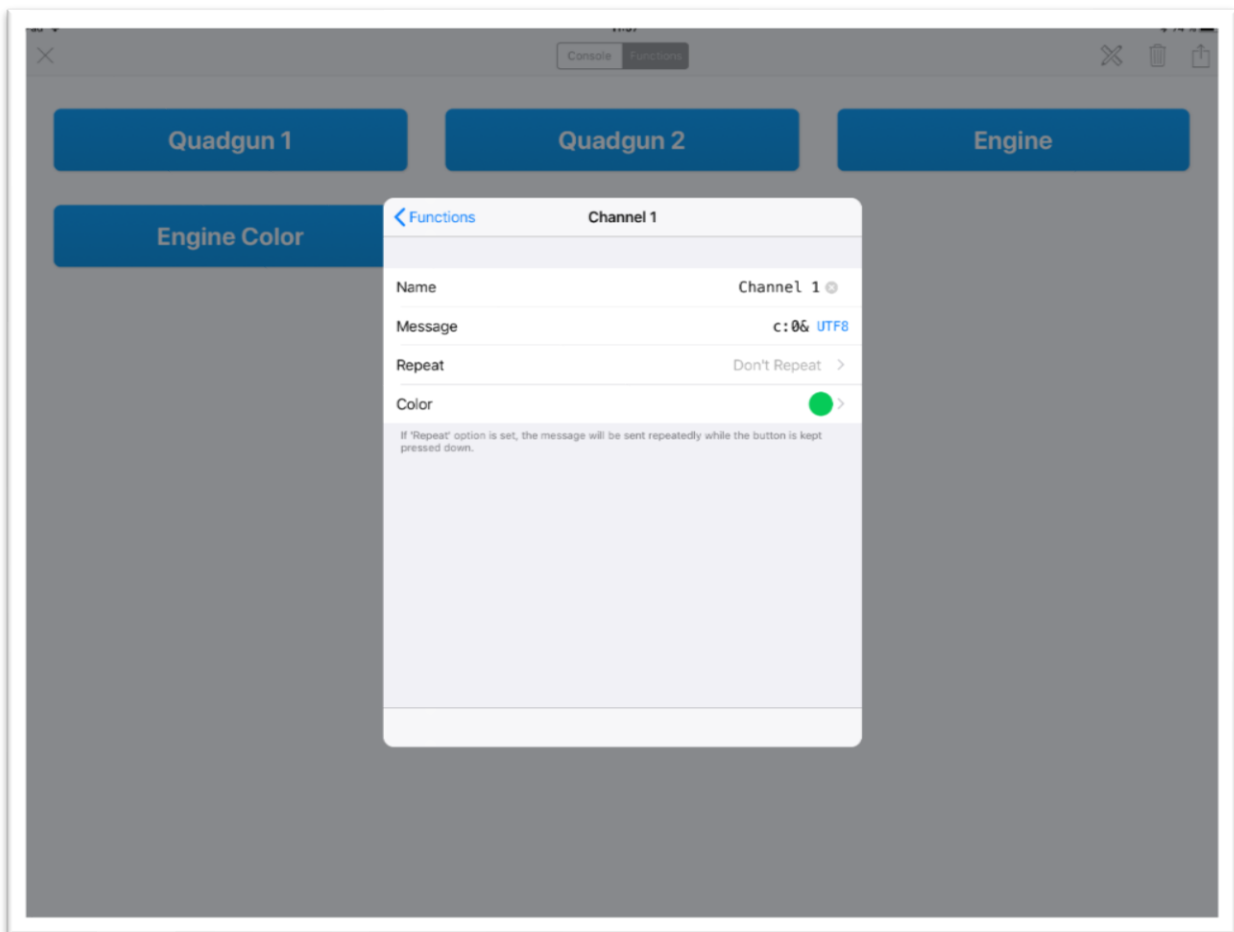 Console Functions
Quadgun 1 Quadgun 2 Engine
Engine Color
Functions Channel 1
Name Channel 1
Message c:0& UTF8
Repeat Don't Repeat
Color
If 'Repeat' option is set, the message will be sent repeatedly while the button is kept
pressed down.